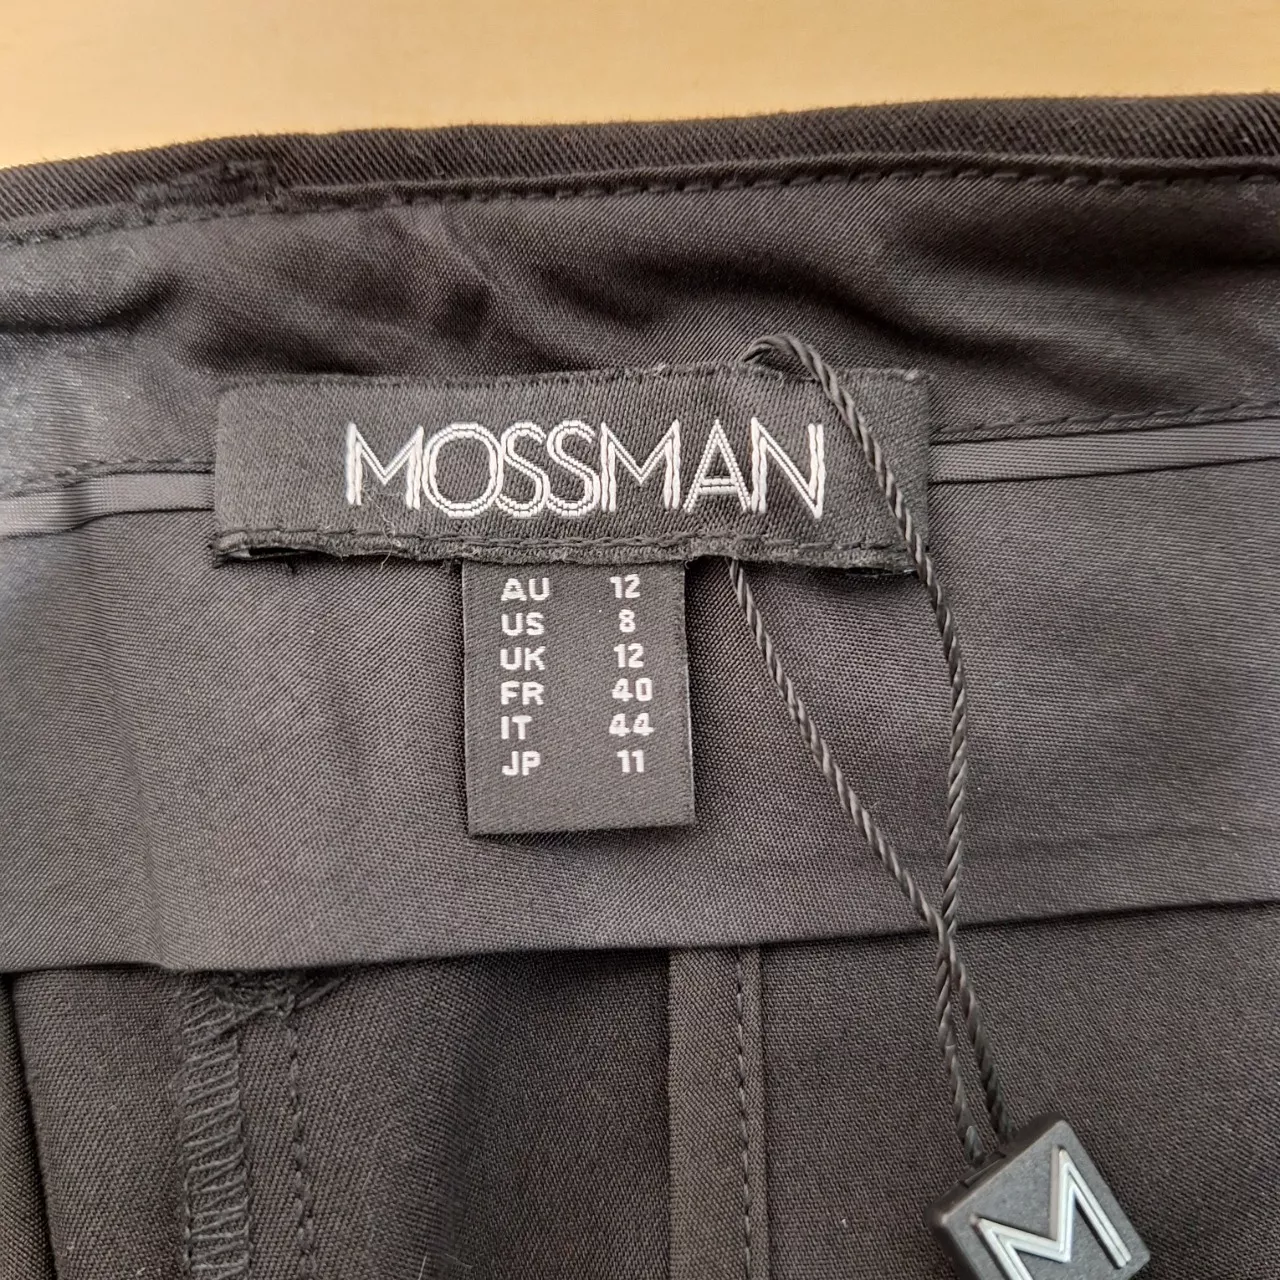 MOSSMAN
AU 12
US 8
UK 12
FR 40
IT 44
JP 11
M